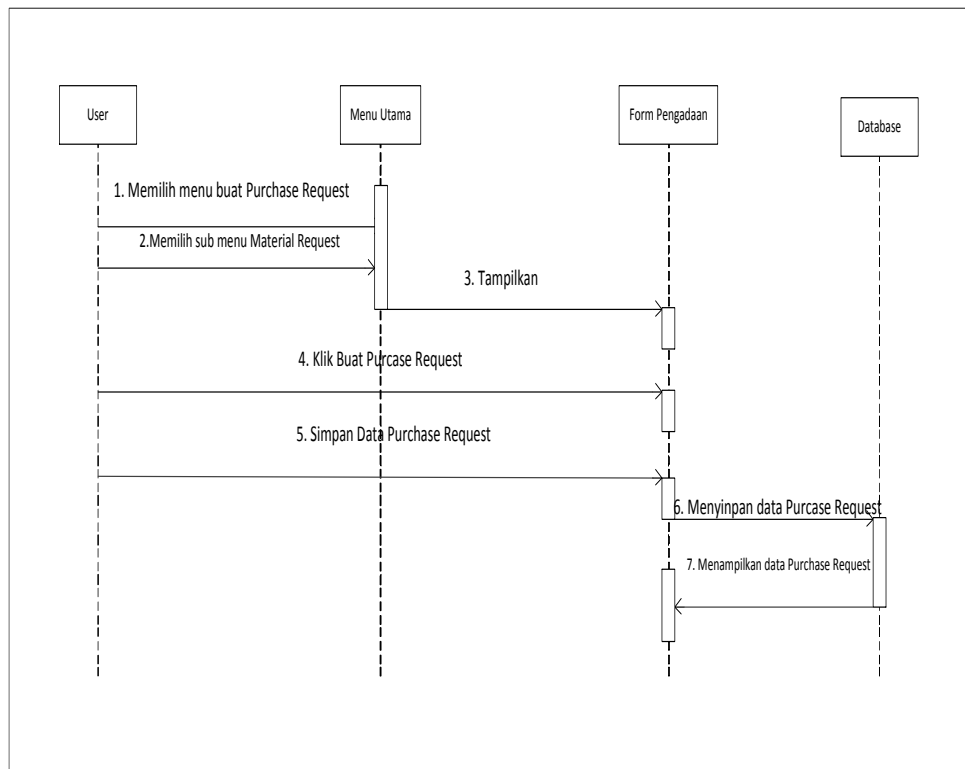 User
Menu Utama
Form Pengadaan
Database
1. Memilih menu buat Purchase Request
2.Memilih sub menu Material Request
3. Tampilkan
4. Klik Buat Purcase Request
5. Simpan Data Purchase Request
6. Menyinpan data Purcase Request
7. Menampilkan data Purchase Request